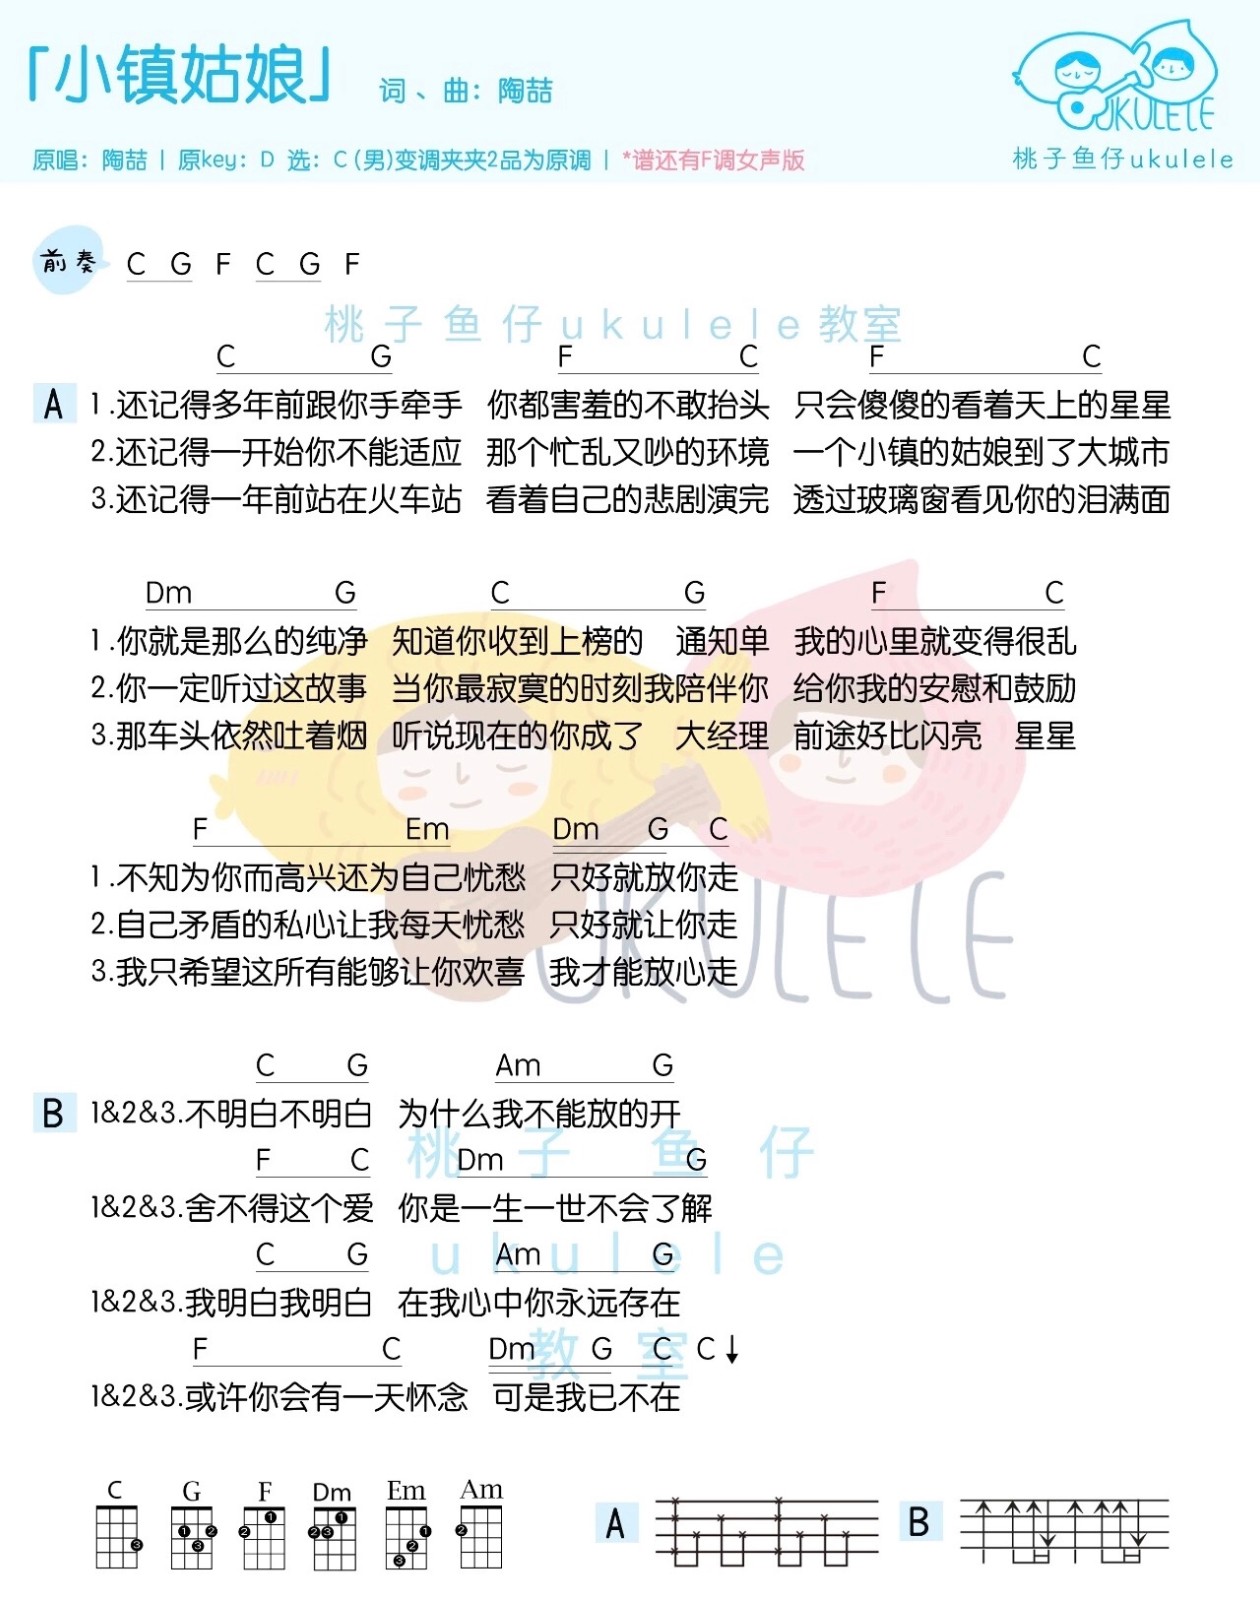 「小镇姑娘」 词、曲：陶喆
UKULELE
原唱：陶喆 | 原key：D 选：C (男)变调夹夹2品为原调 | *谱还有F调女声版
桃子鱼仔ukulele
前奏 C G F C G F
桃子鱼仔ukulele教室
C G F C F C
A 1.还记得多年前跟你手牵手 你都害羞的不敢抬头 只会傻傻的看着天上的星星
2.还记得一开始你不能适应 那个忙乱又吵的环境 一个小镇的姑娘到了大城市
3.还记得一年前站在火车站 看着自己的悲剧演完 透过玻璃窗看见你的泪满面
Dm G C G F C
1.你就是那么的纯净 知道你收到上榜的 通知单 我的心里就变得很乱
2.你一定听过这故事 当你最寂寞的时刻我陪伴你 给你我的安慰和鼓励
3.那车头依然吐着烟 听说现在的你成了 大经理 前途好比闪亮 星星
F Em Dm G C
1.不知为你而高兴还为自己忧愁 只好就放你走
2.自己矛盾的私心让我每天忧愁 只好就让你走
3.我只希望这所有能够让你欢喜 我才能放心走
UKULELE
C G Am G
B 1&2&3.不明白不明白 为什么我不能放的开
桃子鱼仔
F C Dm G
1&2&3.舍不得这个爱 你是一生一世不会了解
ukulele
C G Am G
1&2&3.我明白我明白 在我心中你永远存在
教室
F C Dm G C C↓
1&2&3.或许你会有一天怀念 可是我已不在
C G F Dm Em Am
3 1 2 3 2 1 2 3 1 1 2 3 2
A B